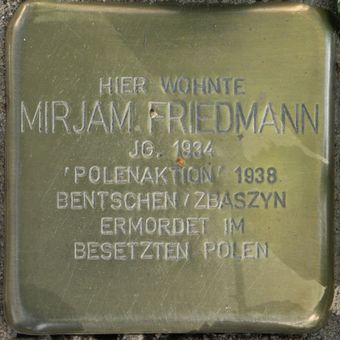 HIER WOHNTE
MIRJAM FRIEDMANN
JG. 1934
'POLENAKTION' 1938
BENTSCHEN / ZBASZYN
ERMORDET IM
BESETZTEN POLEN